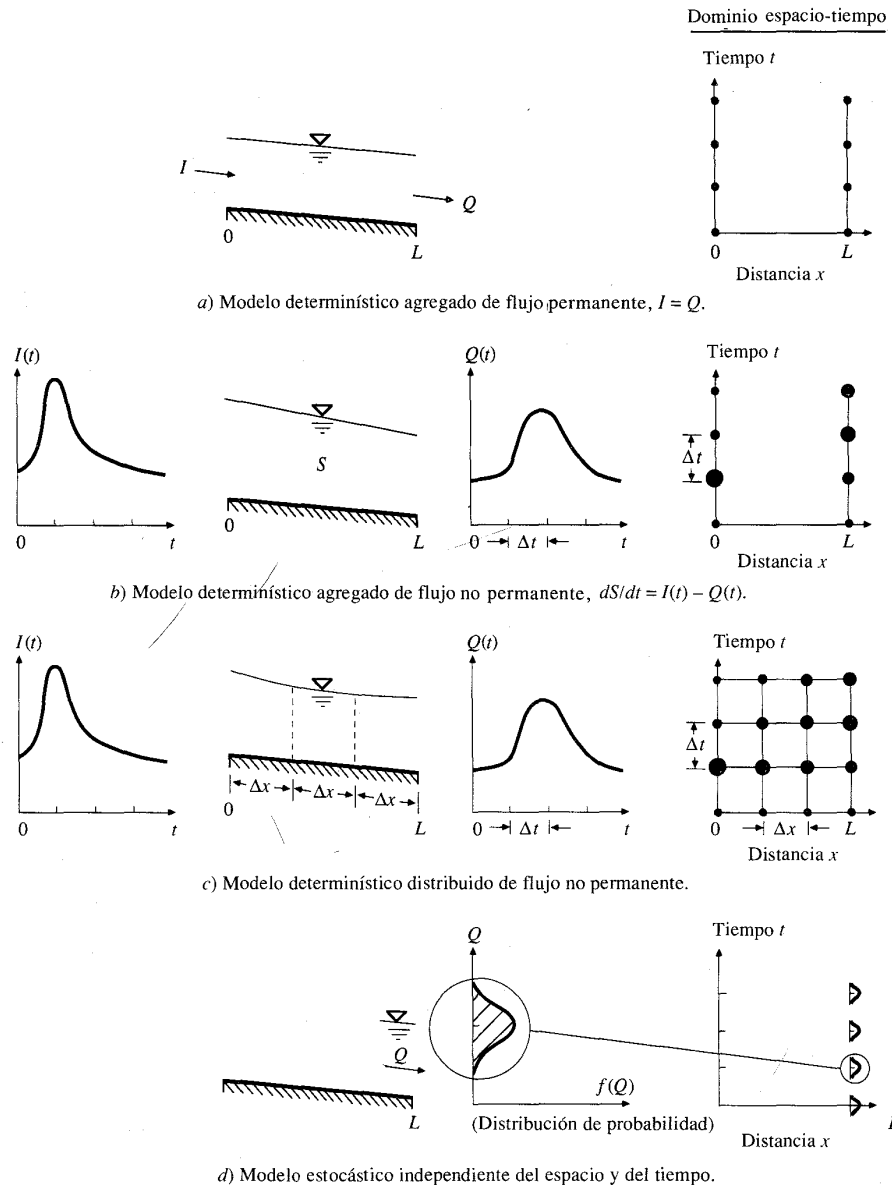 Dominio espacio-tiempo
Tiempo t
I
Q
0
L
0
L
Distancia x
a) Modelo determinístico agregado de flujo permanente, I = Q.
I(t)
Q(t)
Tiempo t
S
Δt
0
t
0
L
0
Δt
t
0
L
Distancia x
b) Modelo determinístico agregado de flujo no permanente, dS/dt = I(t) – Q(t).
I(t)
Q(t)
Tiempo t
Δt
Δx
Δx
Δx
0
t
0
L
0
Δt
t
0
Δx
L
Distancia x
c) Modelo determinístico distribuido de flujo no permanente.
Q
Tiempo t
Q
f(Q)
L
(Distribución de probabilidad)
Distancia x
d) Modelo estocástico independiente del espacio y del tiempo.